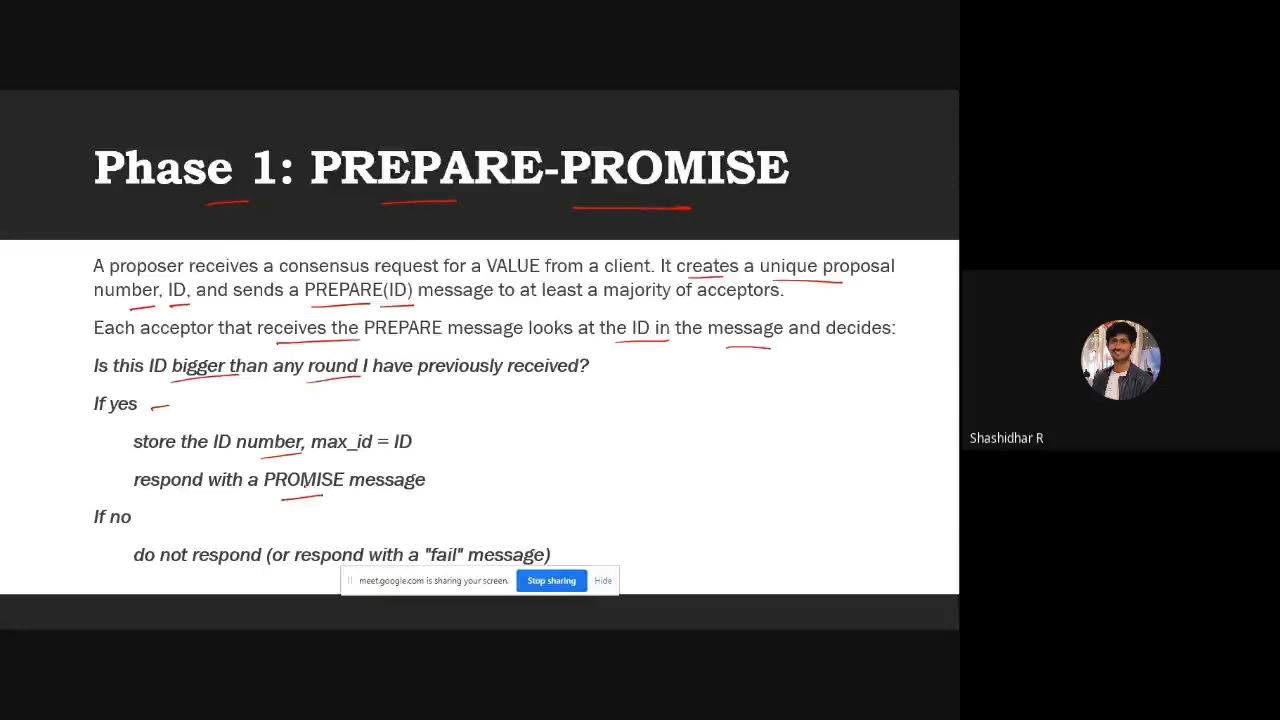 Phase 1: PREPARE-PROMISE
A proposer receives a consensus request for a VALUE from a client. It creates a unique proposal
number, ID, and sends a PREPARE(ID) message to at least a majority of acceptors.
Each acceptor that receives the PREPARE message looks at the ID in the message and decides:
Is this ID bigger than any round I have previously received?
If yes
store the ID number, max_id = ID
respond with a PROMISE message
If no
do not respond (or respond with a "fail" message)
meet.google.com is sharing your screen. Stop sharing Hide
Shashidhar R